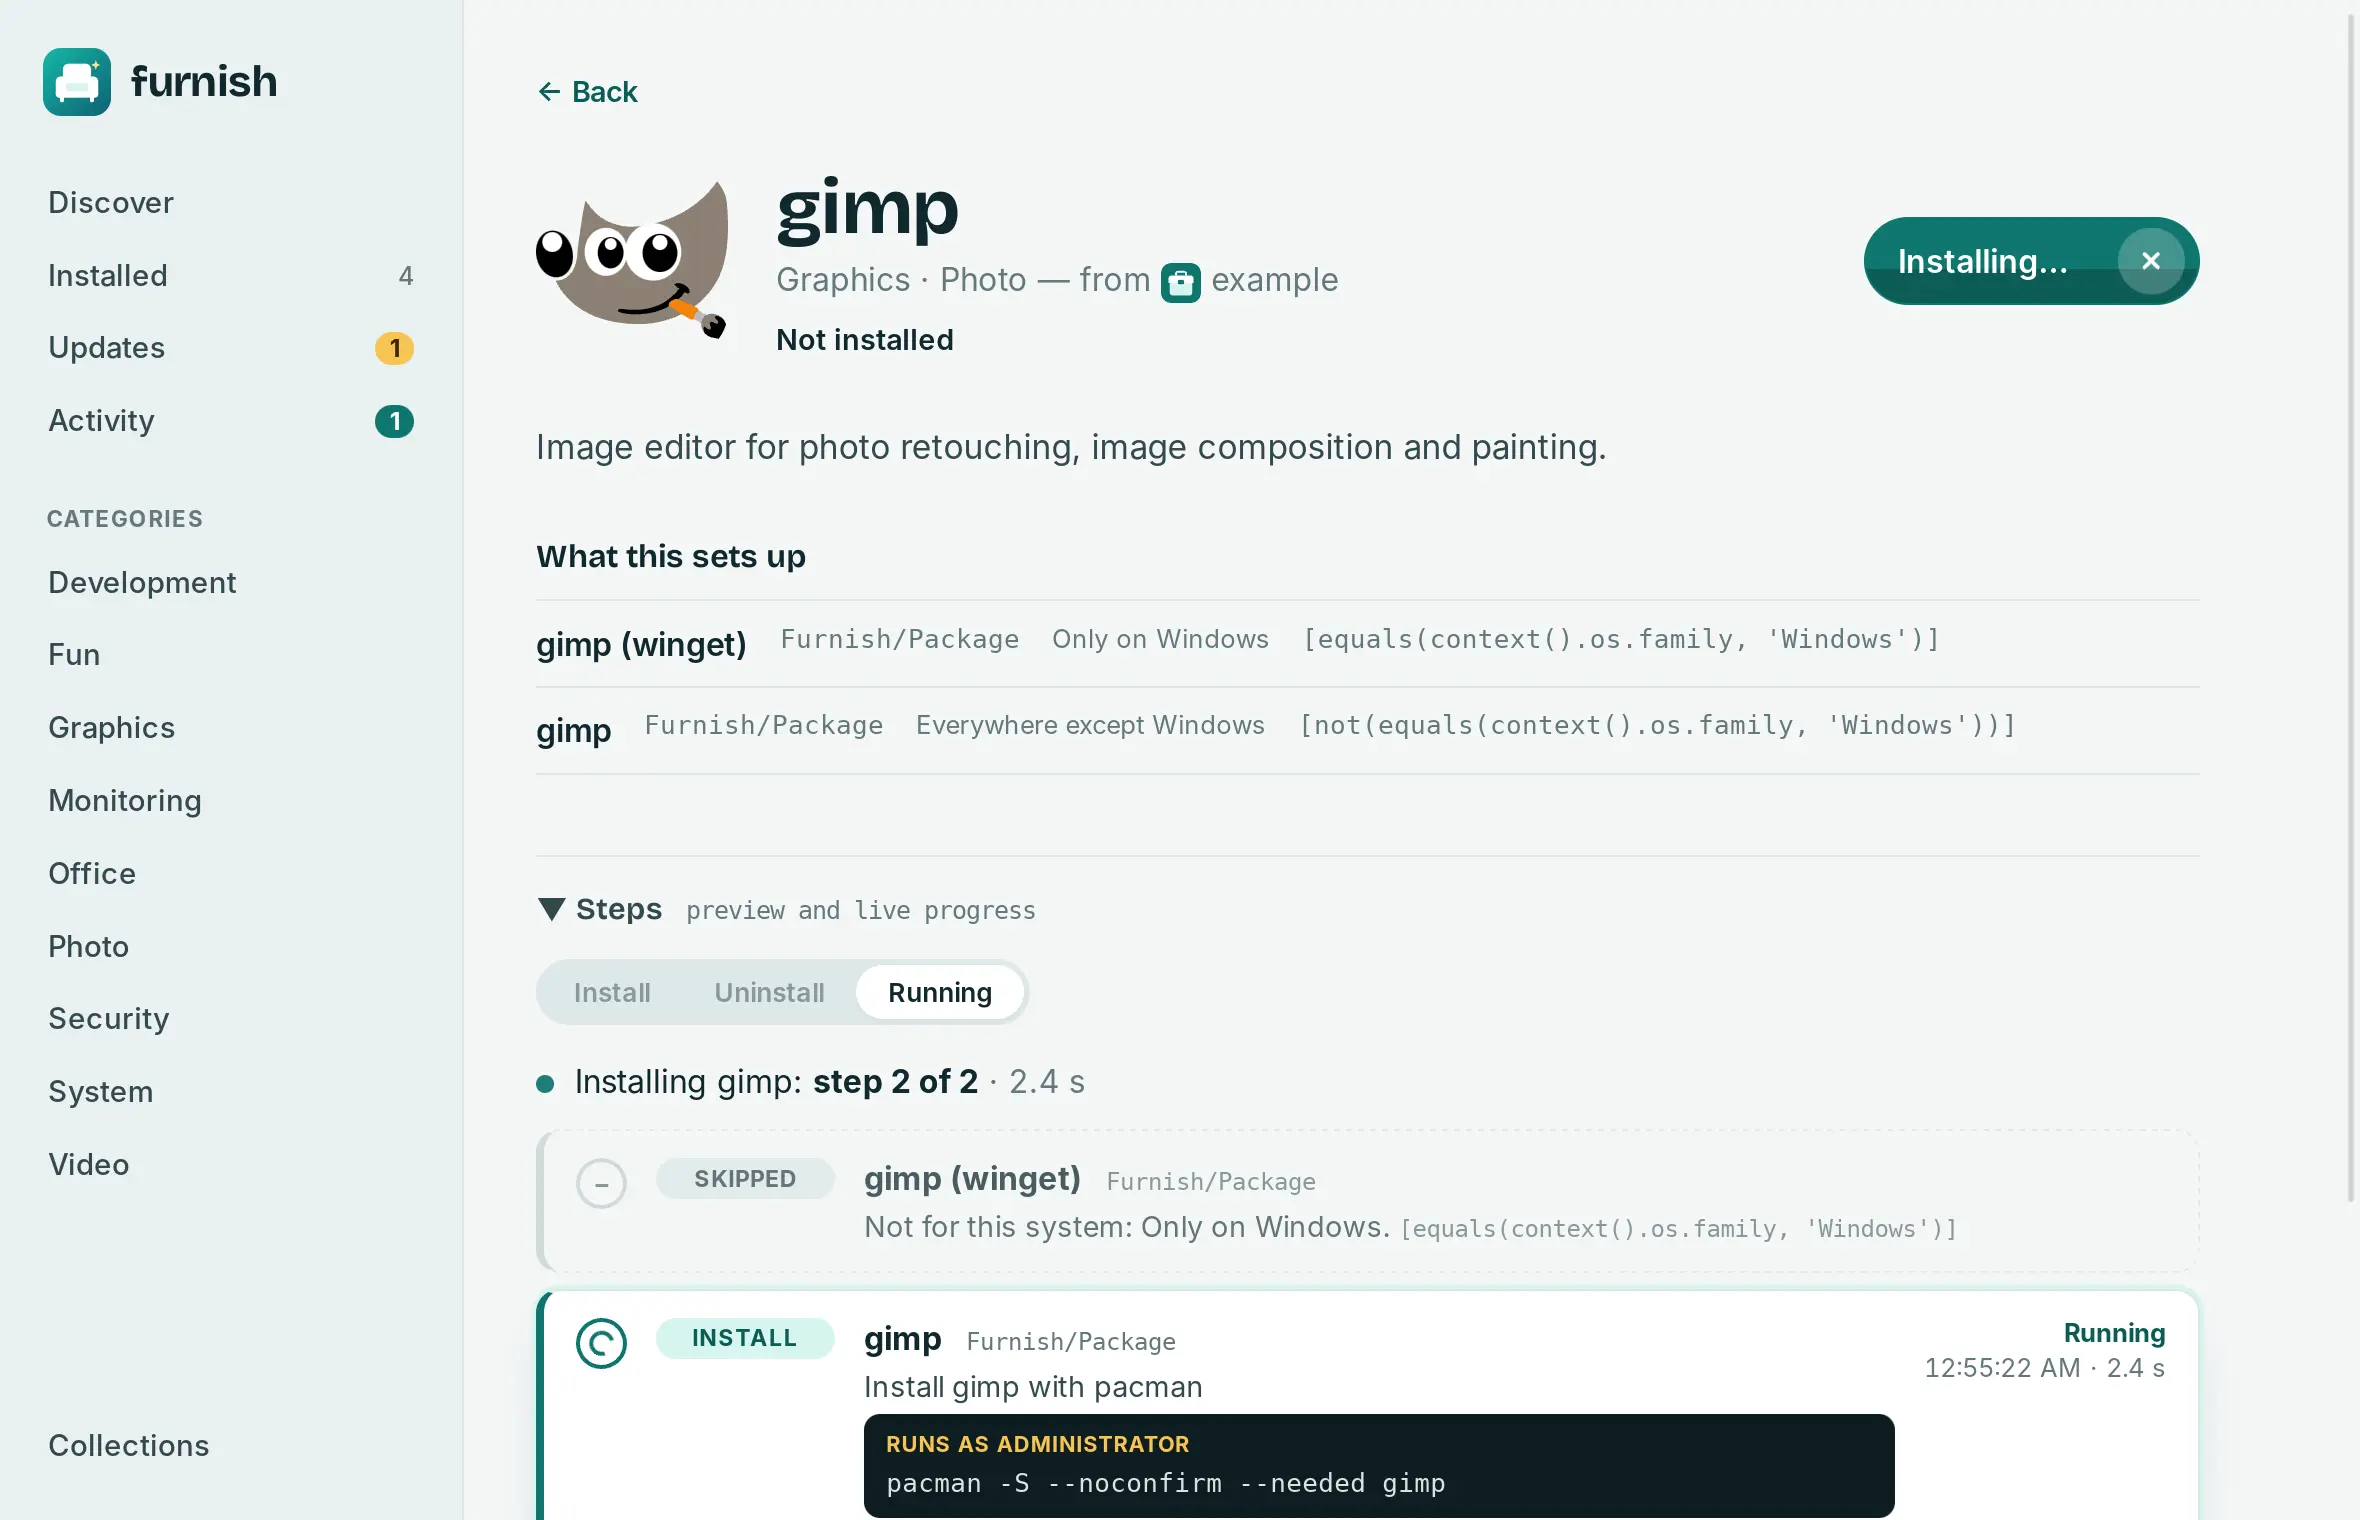 furnish
Discover
Installed 4
Updates 1
Activity 1
CATEGORIES
Development
Fun
Graphics
Monitoring
Office
Photo
Security
System
Video
Collections
← Back
gimp
Graphics · Photo — from example
Not installed
Installing... ×
Image editor for photo retouching, image composition and painting.
What this sets up
gimp (winget) Furnish/Package Only on Windows [equals(context().os.family, 'Windows')]
gimp Furnish/Package Everywhere except Windows [not(equals(context().os.family, 'Windows'))]
▼ Steps preview and live progress
Install Uninstall Running
Installing gimp: step 2 of 2 · 2.4 s
– SKIPPED gimp (winget) Furnish/Package
Not for this system: Only on Windows. [equals(context().os.family, 'Windows')]
INSTALL gimp Furnish/Package Running
12:55:22 AM · 2.4 s
Install gimp with pacman
RUNS AS ADMINISTRATOR
pacman -S --noconfirm --needed gimp